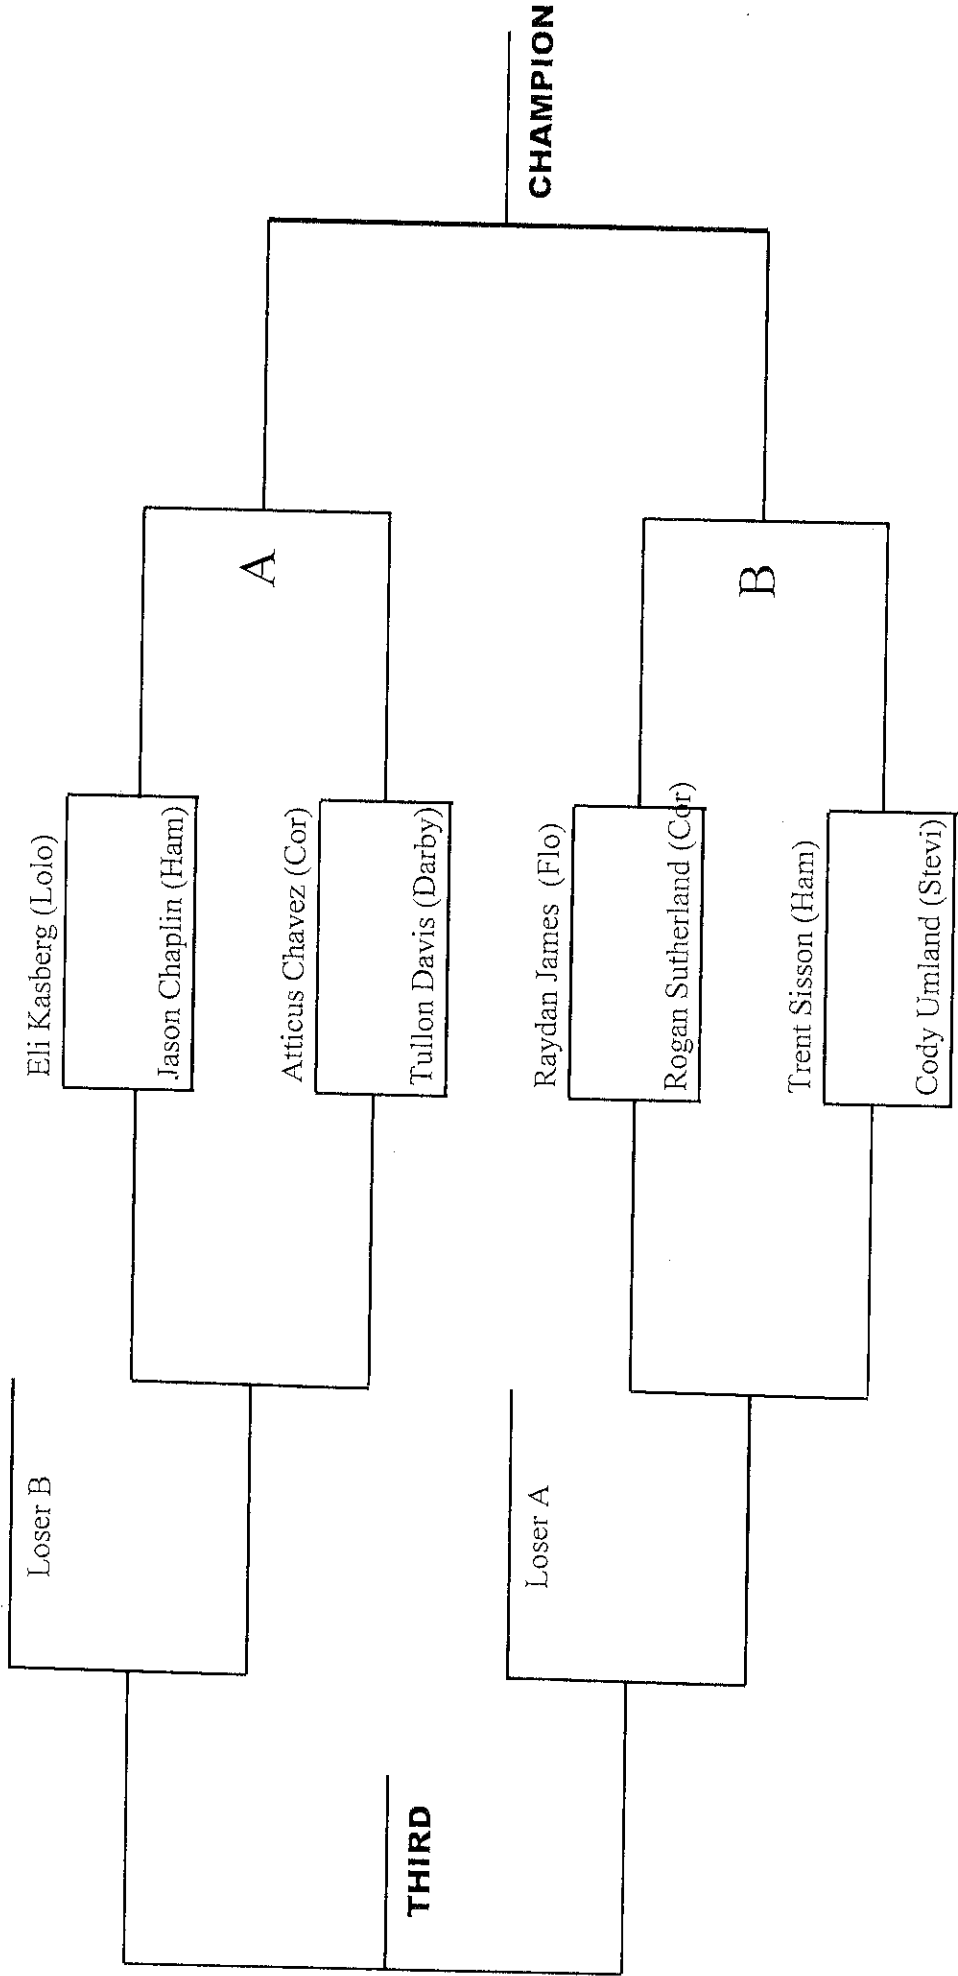 Eli Kasberg (Lolo)
Jason Chaplin (Ham)
Atticus Chavez (Cor)
Tullon Davis (Darby)
Raydan James (Flo)
Rogan Sutherland (Cor)
Trent Sisson (Ham)
Cody Umland (Stevi)
A
B
CHAMPION
Loser B
Loser A
THIRD